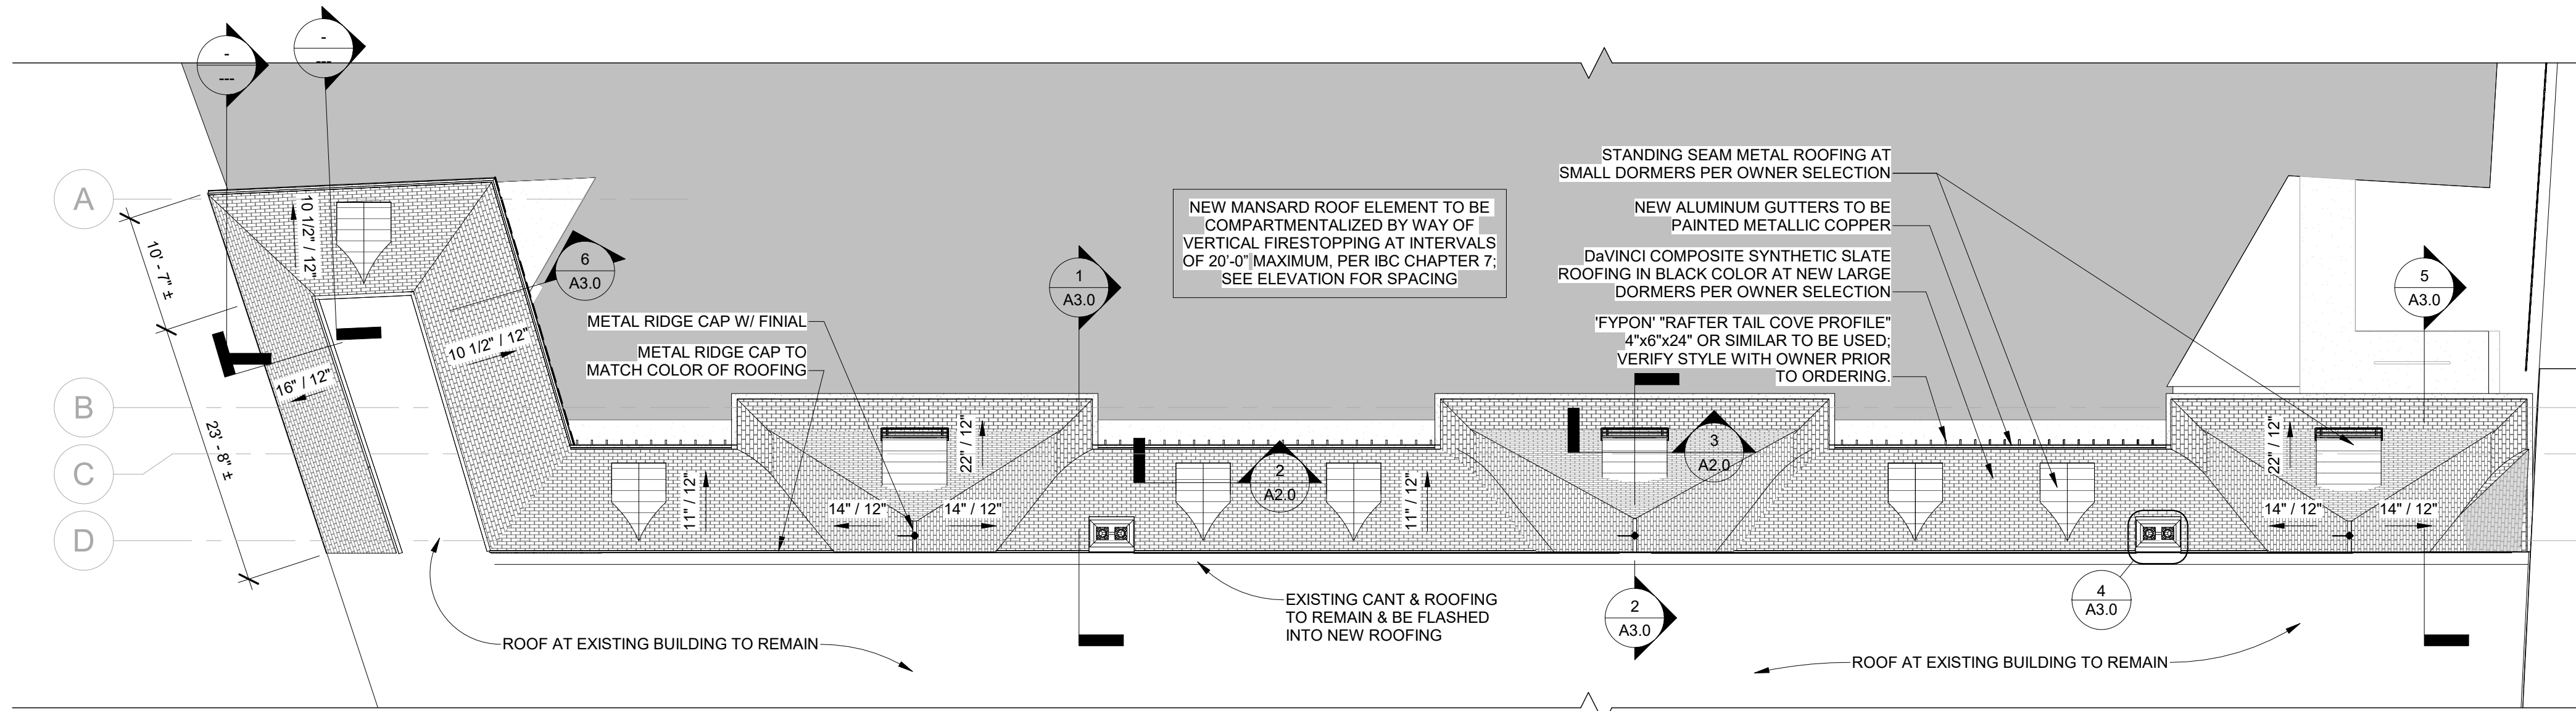 -
---
-
---
A
B
C
D
10' - 7" ±
23' - 8" ±
10 1/2" / 12"
10 1/2" / 12"
16" / 12"
6
A3.0
METAL RIDGE CAP W/ FINIAL
METAL RIDGE CAP TO
MATCH COLOR OF ROOFING
1
A3.0
NEW MANSARD ROOF ELEMENT TO BE
COMPARTMENTALIZED BY WAY OF
VERTICAL FIRESTOPPING AT INTERVALS
OF 20'-0" MAXIMUM, PER IBC CHAPTER 7;
SEE ELEVATION FOR SPACING
STANDING SEAM METAL ROOFING AT
SMALL DORMERS PER OWNER SELECTION
NEW ALUMINUM GUTTERS TO BE
PAINTED METALLIC COPPER
DaVINCI COMPOSITE SYNTHETIC SLATE
ROOFING IN BLACK COLOR AT NEW LARGE
DORMERS PER OWNER SELECTION
'FYPON' "RAFTER TAIL COVE PROFILE"
4"x6"x24" OR SIMILAR TO BE USED;
VERIFY STYLE WITH OWNER PRIOR
TO ORDERING.
5
A3.0
11" / 12"
14" / 12"
22" / 12"
14" / 12"
2
A2.0
11" / 12"
3
A2.0
22" / 12"
14" / 12"
14" / 12"
EXISTING CANT & ROOFING
TO REMAIN & BE FLASHED
INTO NEW ROOFING
2
A3.0
4
A3.0
ROOF AT EXISTING BUILDING TO REMAIN
ROOF AT EXISTING BUILDING TO REMAIN